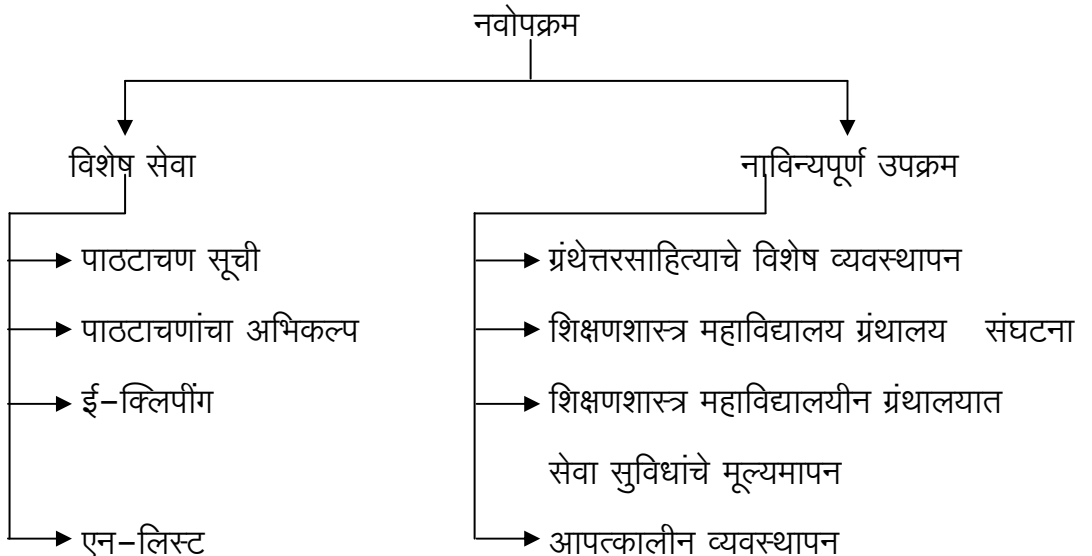 नवोपक्रम
विशेष सेवा
पाठटाचण सूची
पाठटाचणांचा अभिकल्प
ई–क्लिपींग
एन–लिस्ट
नाविन्यपूर्ण उपक्रम
ग्रंथेत्तरसाहित्याचे विशेष व्यवस्थापन
शिक्षणशास्त्र महाविद्यालय ग्रंथालय संघटना
शिक्षणशास्त्र महाविद्यालयीन ग्रंथालयात
सेवा सुविधांचे मूल्यमापन
आपत्कालीन व्यवस्थापन